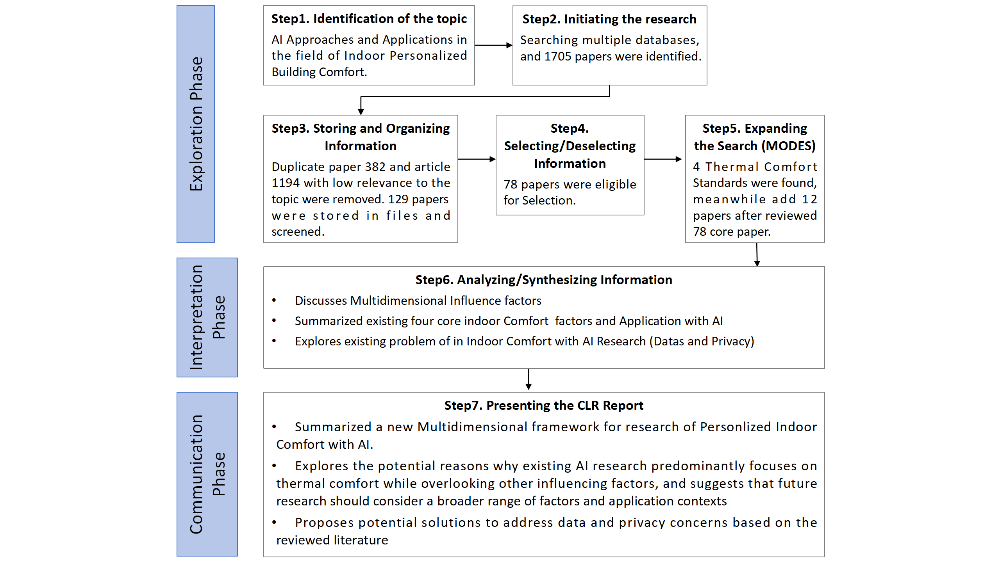 Exploration Phase
Step1. Identification of the topic
AI Approaches and Applications in
the field of Indoor Personalized
Building Comfort.
Step2. Initiating the research
Searching multiple databases,
and 1705 papers were identified.
Step3. Storing and Organizing
Information
Duplicate paper 382 and article
1194 with low relevance to the
topic were removed. 129 papers
were stored in files and
screened.
Step4.
Selecting/Deselecting
Information
78 papers were eligible
for Selection.
Step5. Expanding
the Search (MODES)
4 Thermal Comfort
Standards were found,
meanwhile add 12
papers after reviewed
78 core paper.
Interpretation
Phase
Step6. Analyzing/Synthesizing Information
• Discusses Multidimensional Influence factors
• Summarized existing four core indoor Comfort factors and Application with AI
• Explores existing problem of in Indoor Comfort with AI Research (Datas and Privacy)
Communication
Phase
Step7. Presenting the CLR Report
• Summarized a new Multidimensional framework for research of Personlized Indoor
Comfort with AI.
• Explores the potential reasons why existing AI research predominantly focuses on
thermal comfort while overlooking other influencing factors, and suggests that future
research should consider a broader range of factors and application contexts
• Proposes potential solutions to address data and privacy concerns based on the
reviewed literature